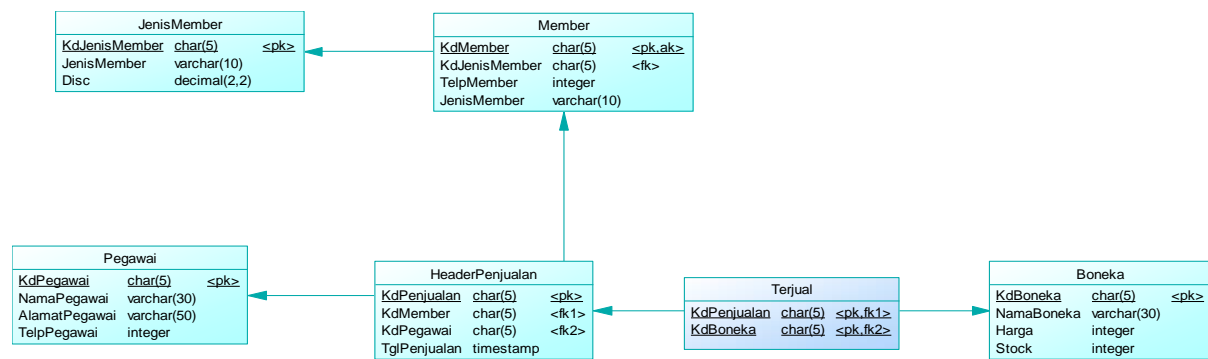 JenisMember
KdJenisMember char(5) <pk>
JenisMember varchar(10)
Disc decimal(2,2)
Member
KdMember char(5) <pk,ak>
KdJenisMember char(5) <fk>
TelpMember integer
JenisMember varchar(10)
Pegawai
KdPegawai char(5) <pk>
NamaPegawai varchar(30)
AlamatPegawai varchar(50)
TelpPegawai integer
HeaderPenjualan
KdPenjualan char(5) <pk>
KdMember char(5) <fk1>
KdPegawai char(5) <fk2>
TglPenjualan timestamp
Terjual
KdPenjualan char(5) <pk,fk1>
KdBoneka char(5) <pk,fk2>
Boneka
KdBoneka char(5) <pk>
NamaBoneka varchar(30)
Harga integer
Stock integer